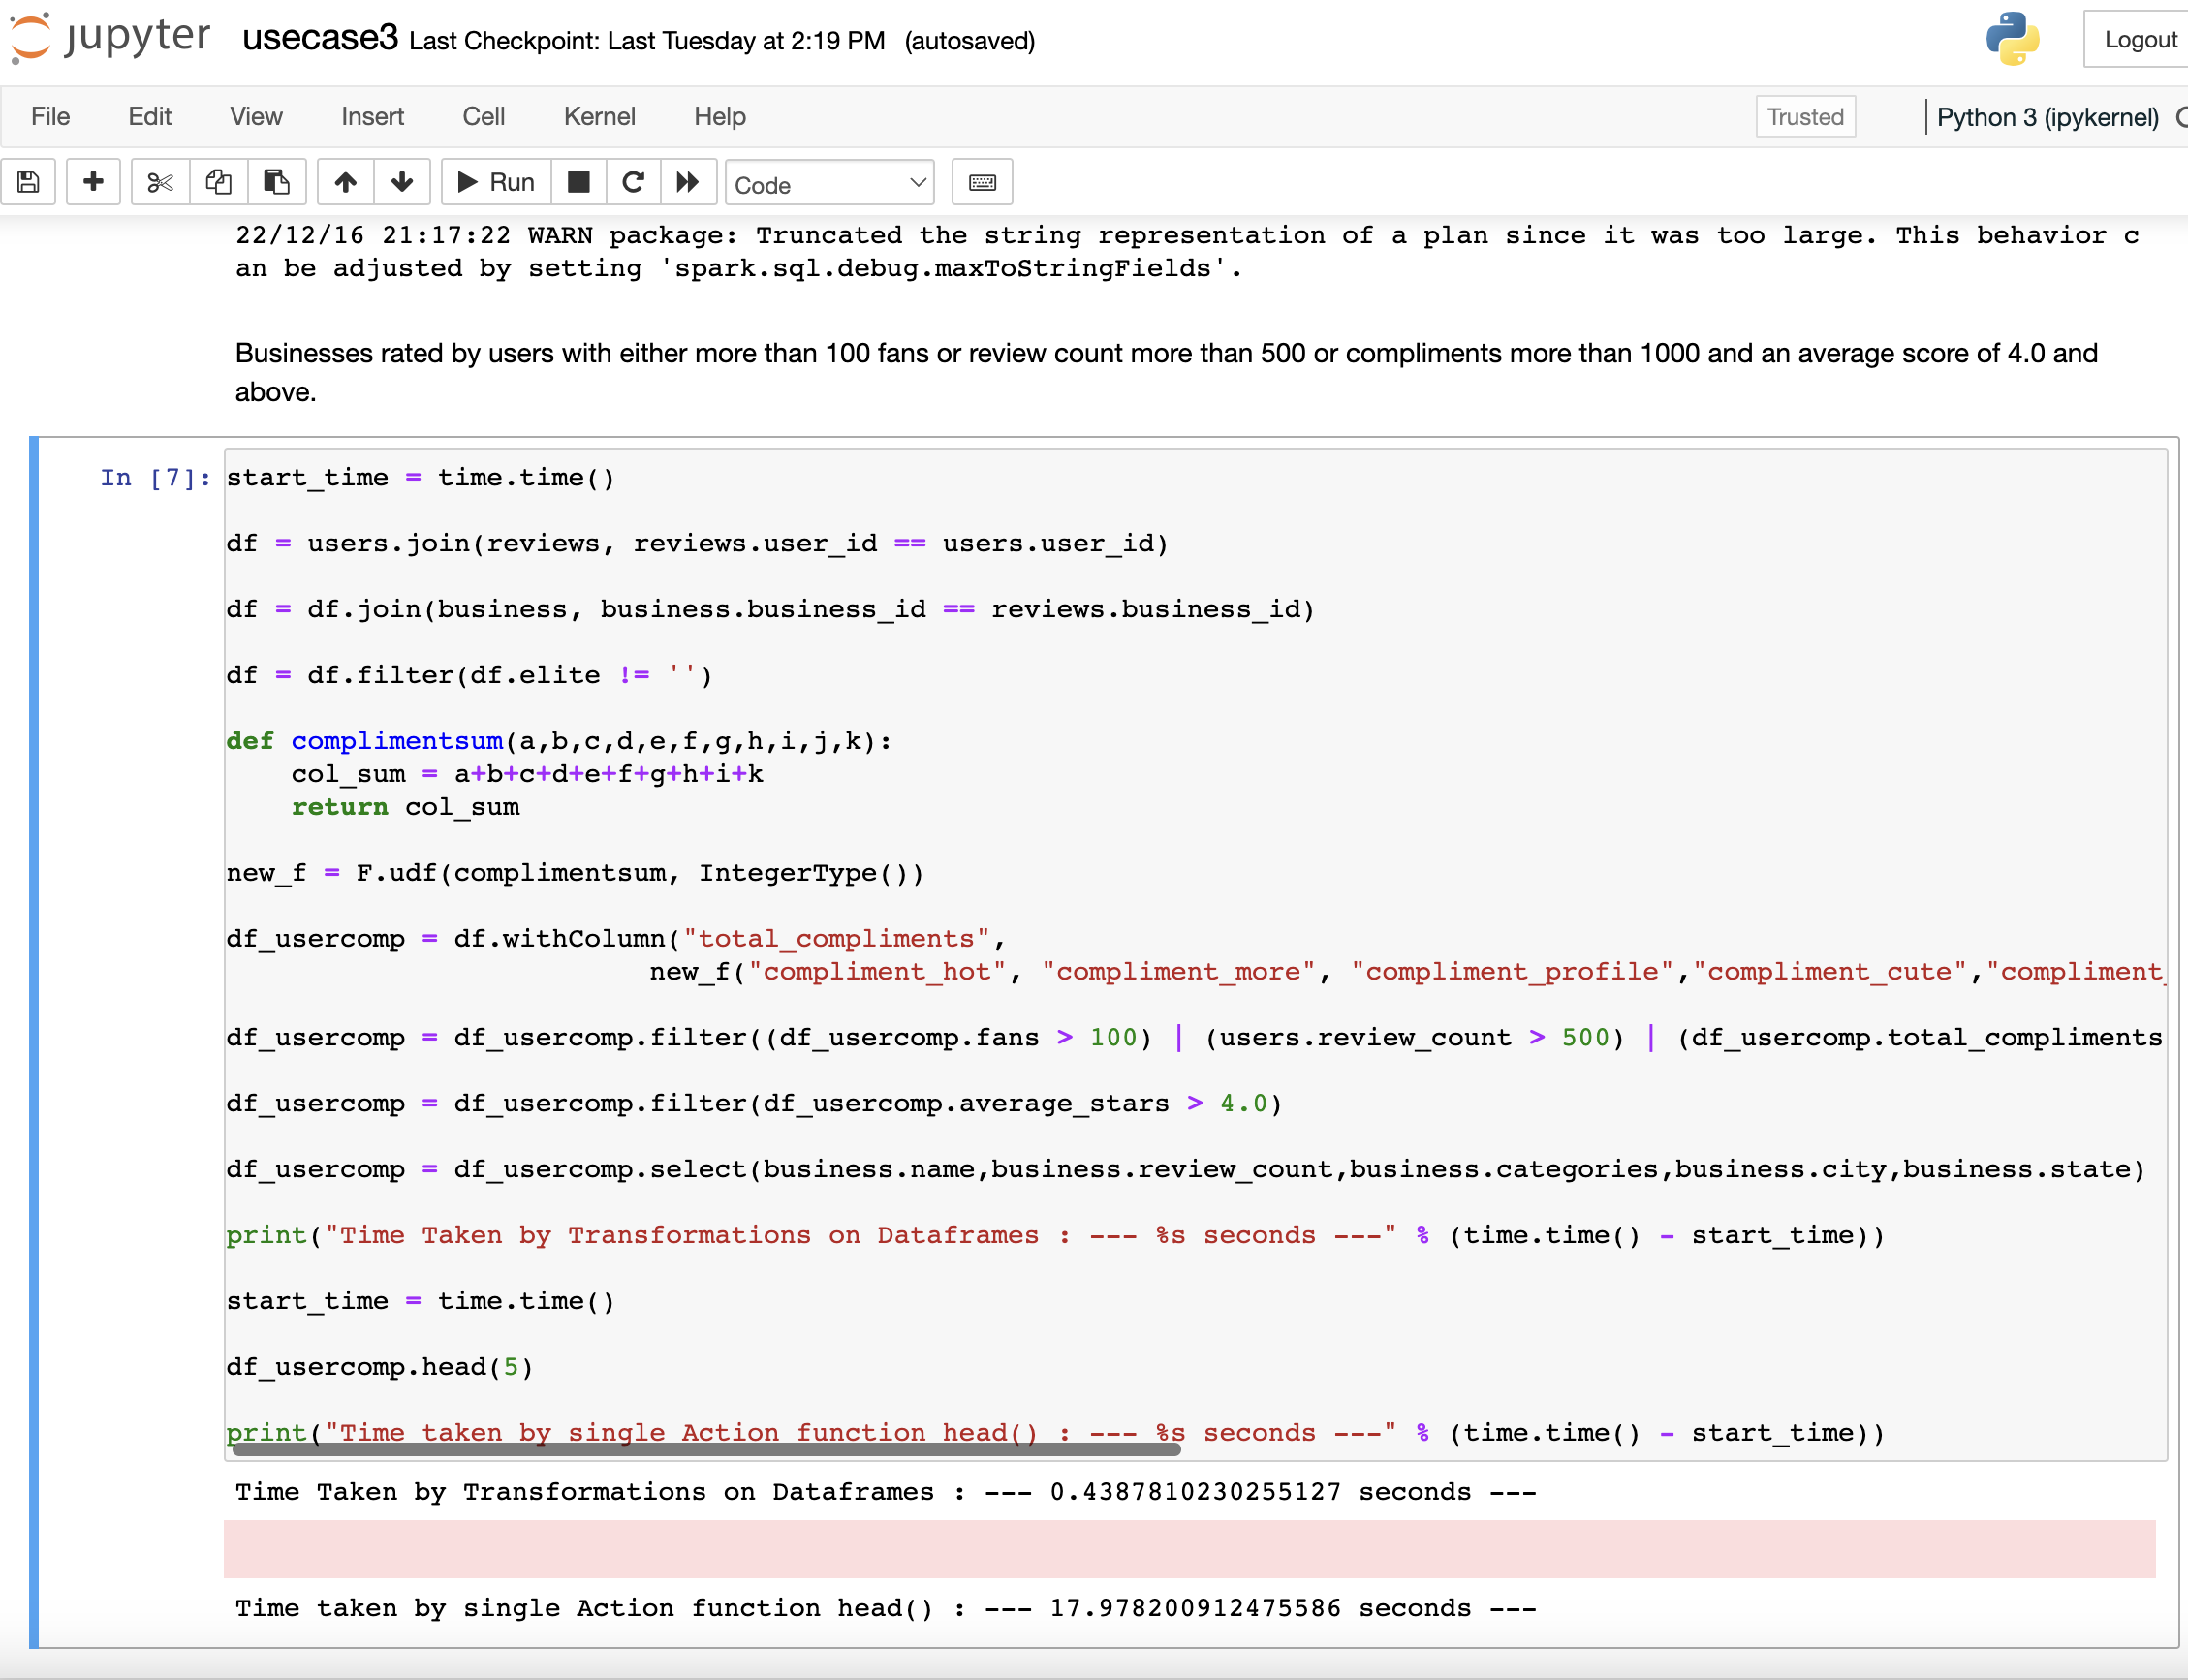 jupyter usecase3 Last Checkpoint: Last Tuesday at 2:19 PM (autosaved) Logout
File Edit View Insert Cell Kernel Help Trusted Python 3 (ipykernel)
Run Code
22/12/16 21:17:22 WARN package: Truncated the string representation of a plan since it was too large. This behavior c
an be adjusted by setting 'spark.sql.debug.maxToStringFields'.
Businesses rated by users with either more than 100 fans or review count more than 500 or compliments more than 1000 and an average score of 4.0 and
above.
In [7]: start_time = time.time()
df = users.join(reviews, reviews.user_id == users.user_id)
df = df.join(business, business.business_id == reviews.business_id)
df = df.filter(df.elite != '')
def complimentsum(a,b,c,d,e,f,g,h,i,j,k):
    col_sum = a+b+c+d+e+f+g+h+i+k
    return col_sum
new_f = F.udf(complimentsum, IntegerType())
df_usercomp = df.withColumn("total_compliments",
                          new_f("compliment_hot", "compliment_more", "compliment_profile","compliment_cute","compliment_
df_usercomp = df_usercomp.filter((df_usercomp.fans > 100) | (users.review_count > 500) | (df_usercomp.total_compliments
df_usercomp = df_usercomp.filter(df_usercomp.average_stars > 4.0)
df_usercomp = df_usercomp.select(business.name,business.review_count,business.categories,business.city,business.state)
print("Time Taken by Transformations on Dataframes : --- %s seconds ---" % (time.time() - start_time))
start_time = time.time()
df_usercomp.head(5)
print("Time taken by single Action function head() : --- %s seconds ---" % (time.time() - start_time))
Time Taken by Transformations on Dataframes : --- 0.4387810230255127 seconds ---
Time taken by single Action function head() : --- 17.978200912475586 seconds ---